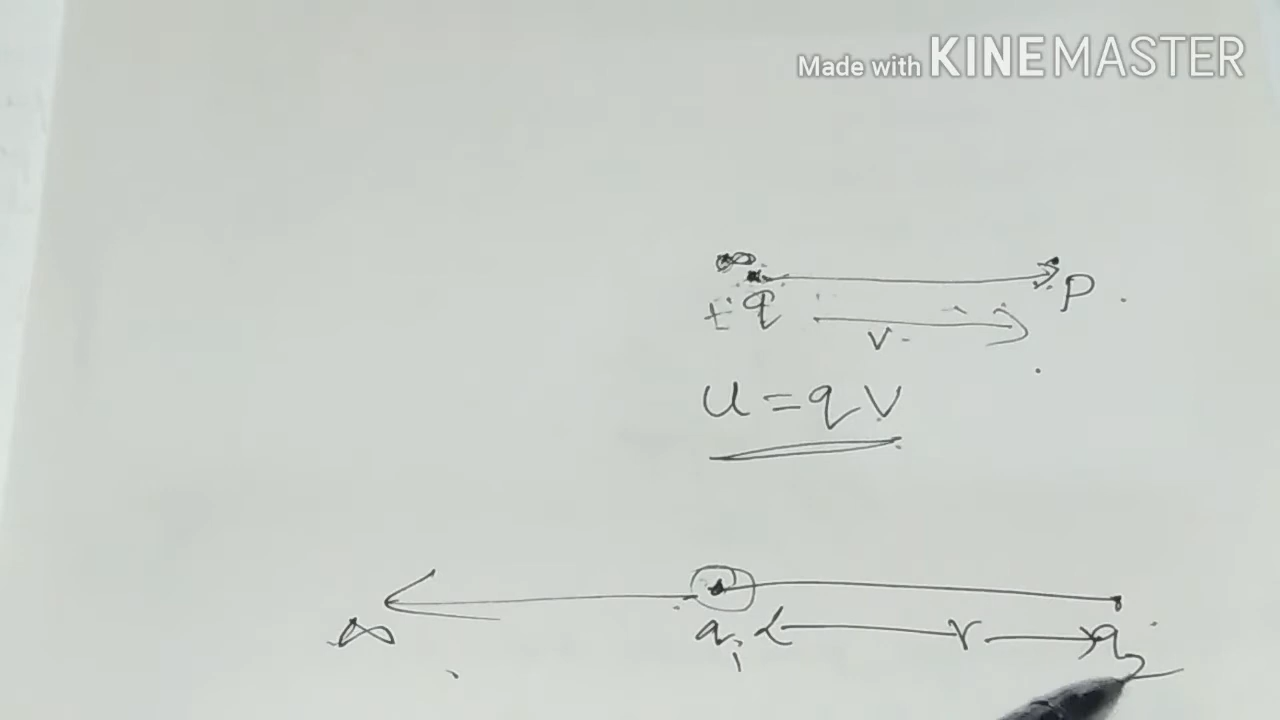 Made with KINEMASTER
∞
+q P
V
U = qV
∞ q1 r q2